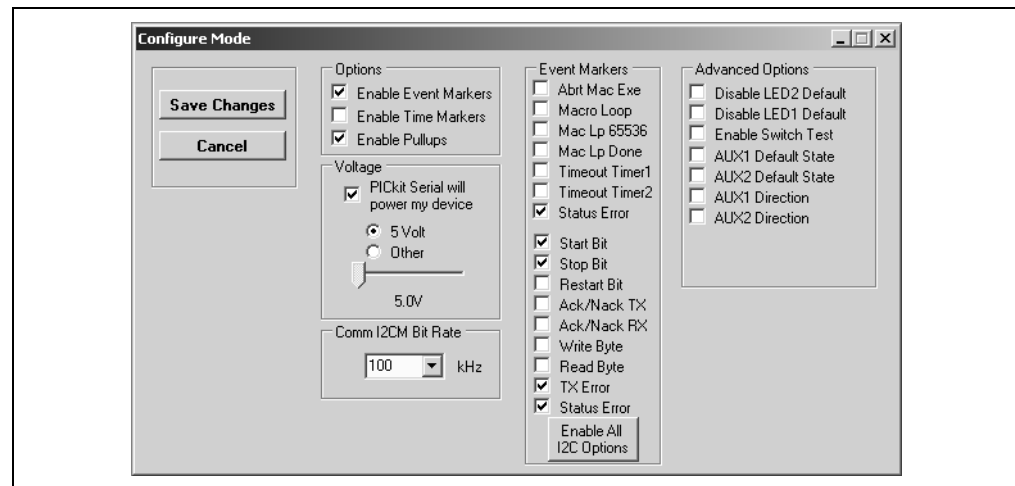 Configure Mode
Save Changes
Cancel
Options
Enable Event Markers
Enable Time Markers
Enable Pullups
Voltage
PICkit Serial will
power my device
5 Volt
Other
5.0V
Comm I2CM Bit Rate
100 kHz
Event Markers
Abrt Mac Exe
Macro Loop
Mac Lp 65536
Mac Lp Done
Timeout Timer1
Timeout Timer2
Status Error
Start Bit
Stop Bit
Restart Bit
Ack/Nack TX
Ack/Nack RX
Write Byte
Read Byte
TX Error
Status Error
Enable All
I2C Options
Advanced Options
Disable LED2 Default
Disable LED1 Default
Enable Switch Test
AUX1 Default State
AUX2 Default State
AUX1 Direction
AUX2 Direction